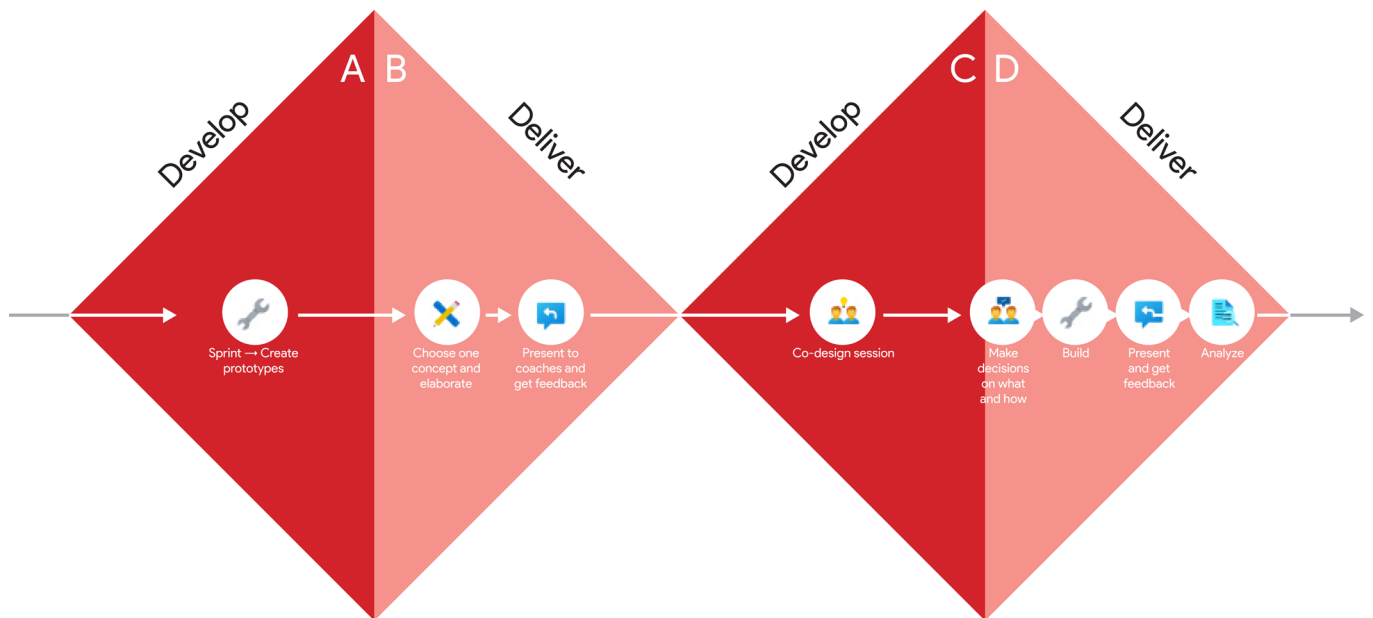 A B
Develop
Deliver
Sprint → Create
prototypes
Choose one
concept and
elaborate
Present to
coaches and
get feedback
C D
Develop
Deliver
Co-design session
Make
decisions
on what
and how
Build
Present
and get
feedback
Analyze